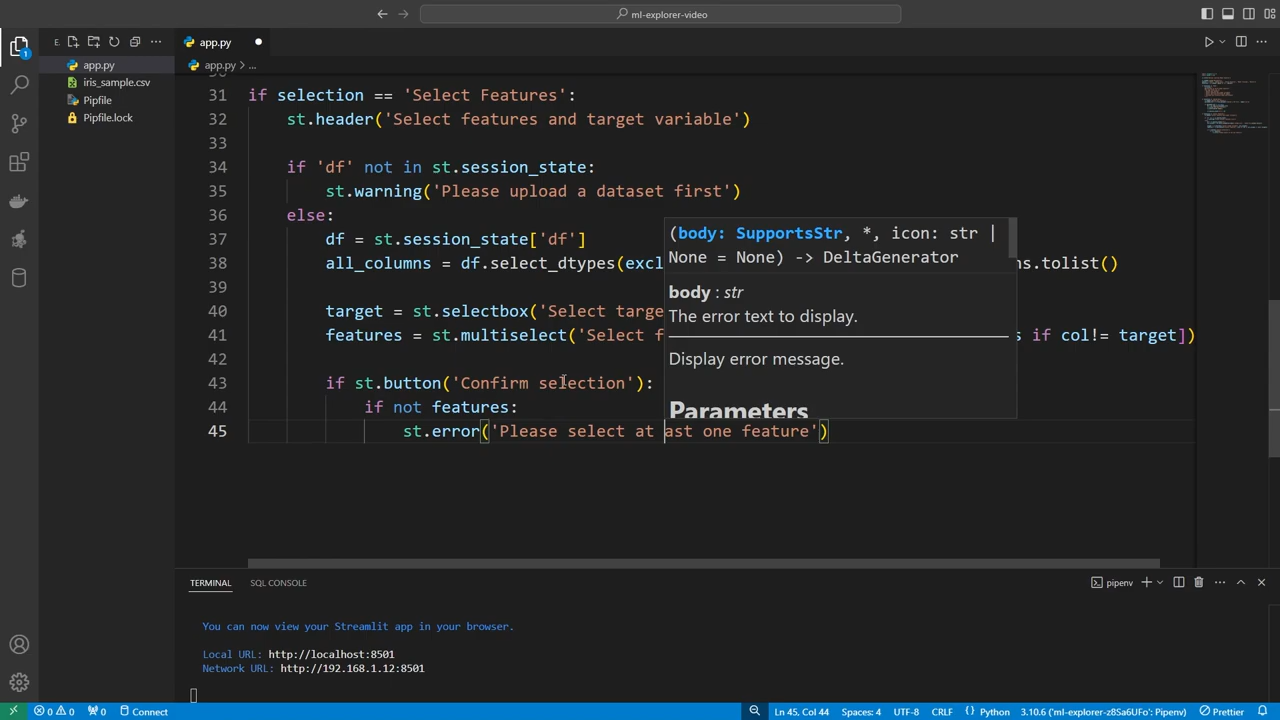 ml-explorer-video
E
app.py
app.py > ...
1
app.py
iris_sample.csv
Pipfile
Pipfile.lock
31 if selection == 'Select Features':
32 st.header('Select features and target variable')
33
34 if 'df' not in st.session_state:
35 st.warning('Please upload a dataset first')
36 else:
37 df = st.session_state['df']
38 all_columns = df.select_dtypes(excl ns.tolist()
39
40 target = st.selectbox('Select targe
41 features = st.multiselect('Select f s if col!= target])
42
43 if st.button('Confirm selection'):
44 if not features:
45 st.error('Please select at ast one feature')
(body: SupportsStr, *, icon: str |
None = None) -> DeltaGenerator
body : str
The error text to display.
Display error message.
Parameters
TERMINAL SQL CONSOLE pipenv
You can now view your Streamlit app in your browser.
Local URL: http://localhost:8501
Network URL: http://192.168.1.12:8501
0 0 0 Connect Ln 45, Col 44 Spaces: 4 UTF-8 CRLF Python 3.10.6 ('ml-explorer-z8Sa6UFo': Pipenv) Prettier